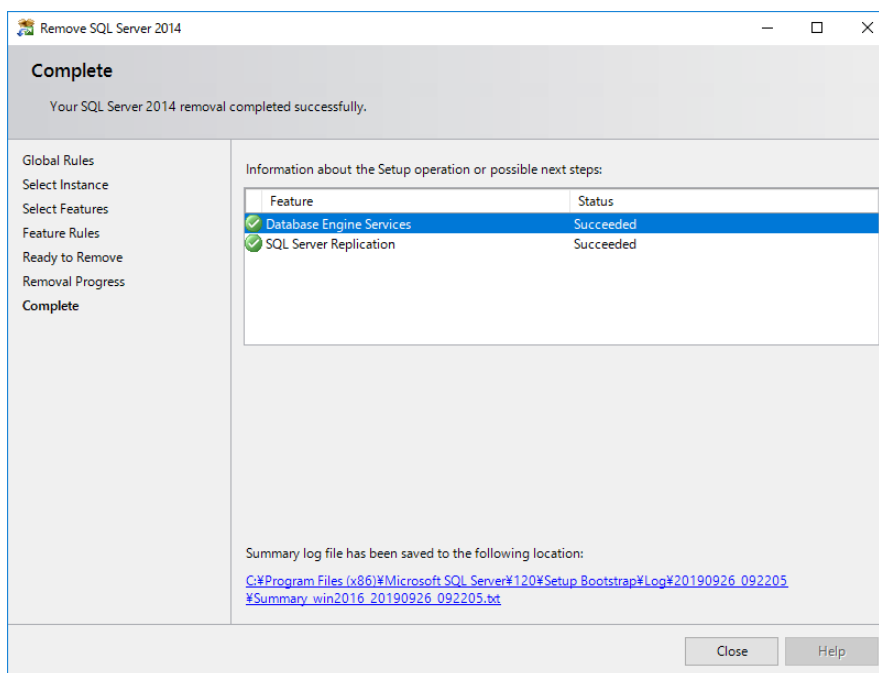 Remove SQL Server 2014
Complete
Your SQL Server 2014 removal completed successfully.
Global Rules
Select Instance
Select Features
Feature Rules
Ready to Remove
Removal Progress
Complete
Information about the Setup operation or possible next steps:
Feature Status
Database Engine Services Succeeded
SQL Server Replication Succeeded
Summary log file has been saved to the following location:
C:¥Program Files (x86)¥Microsoft SQL Server¥120¥Setup Bootstrap¥Log¥20190926_092205
¥Summary_win2016_20190926_092205.txt
Close Help